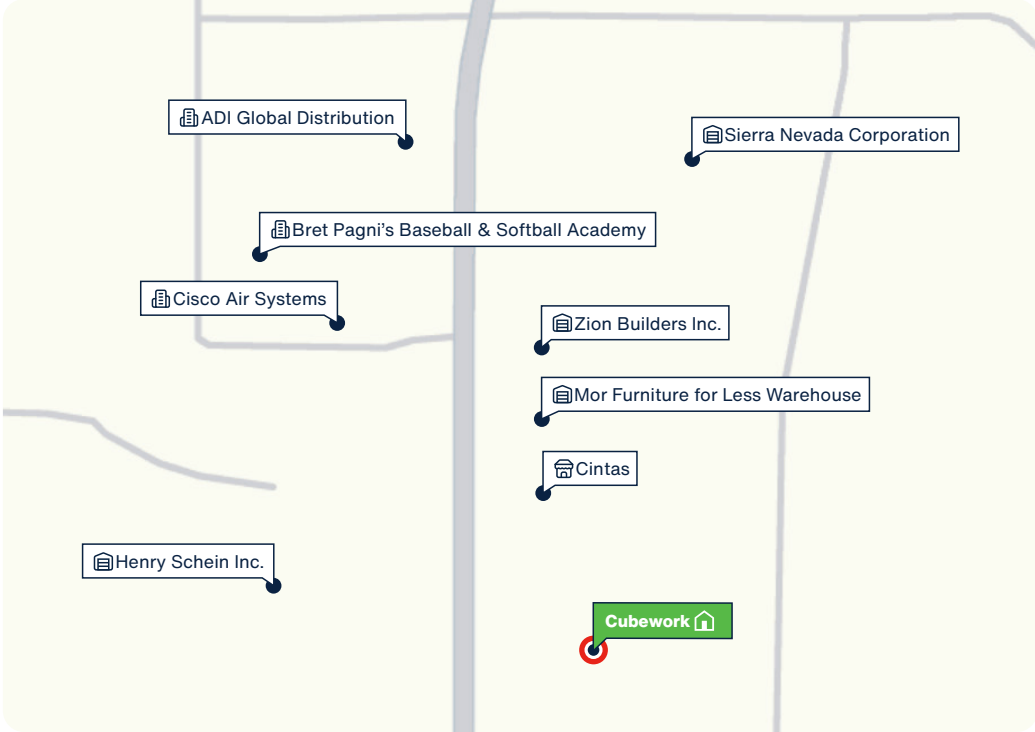 ADI Global Distribution
Sierra Nevada Corporation
Bret Pagni’s Baseball & Softball Academy
Cisco Air Systems
Zion Builders Inc.
Mor Furniture for Less Warehouse
Cintas
Henry Schein Inc.
Cubework